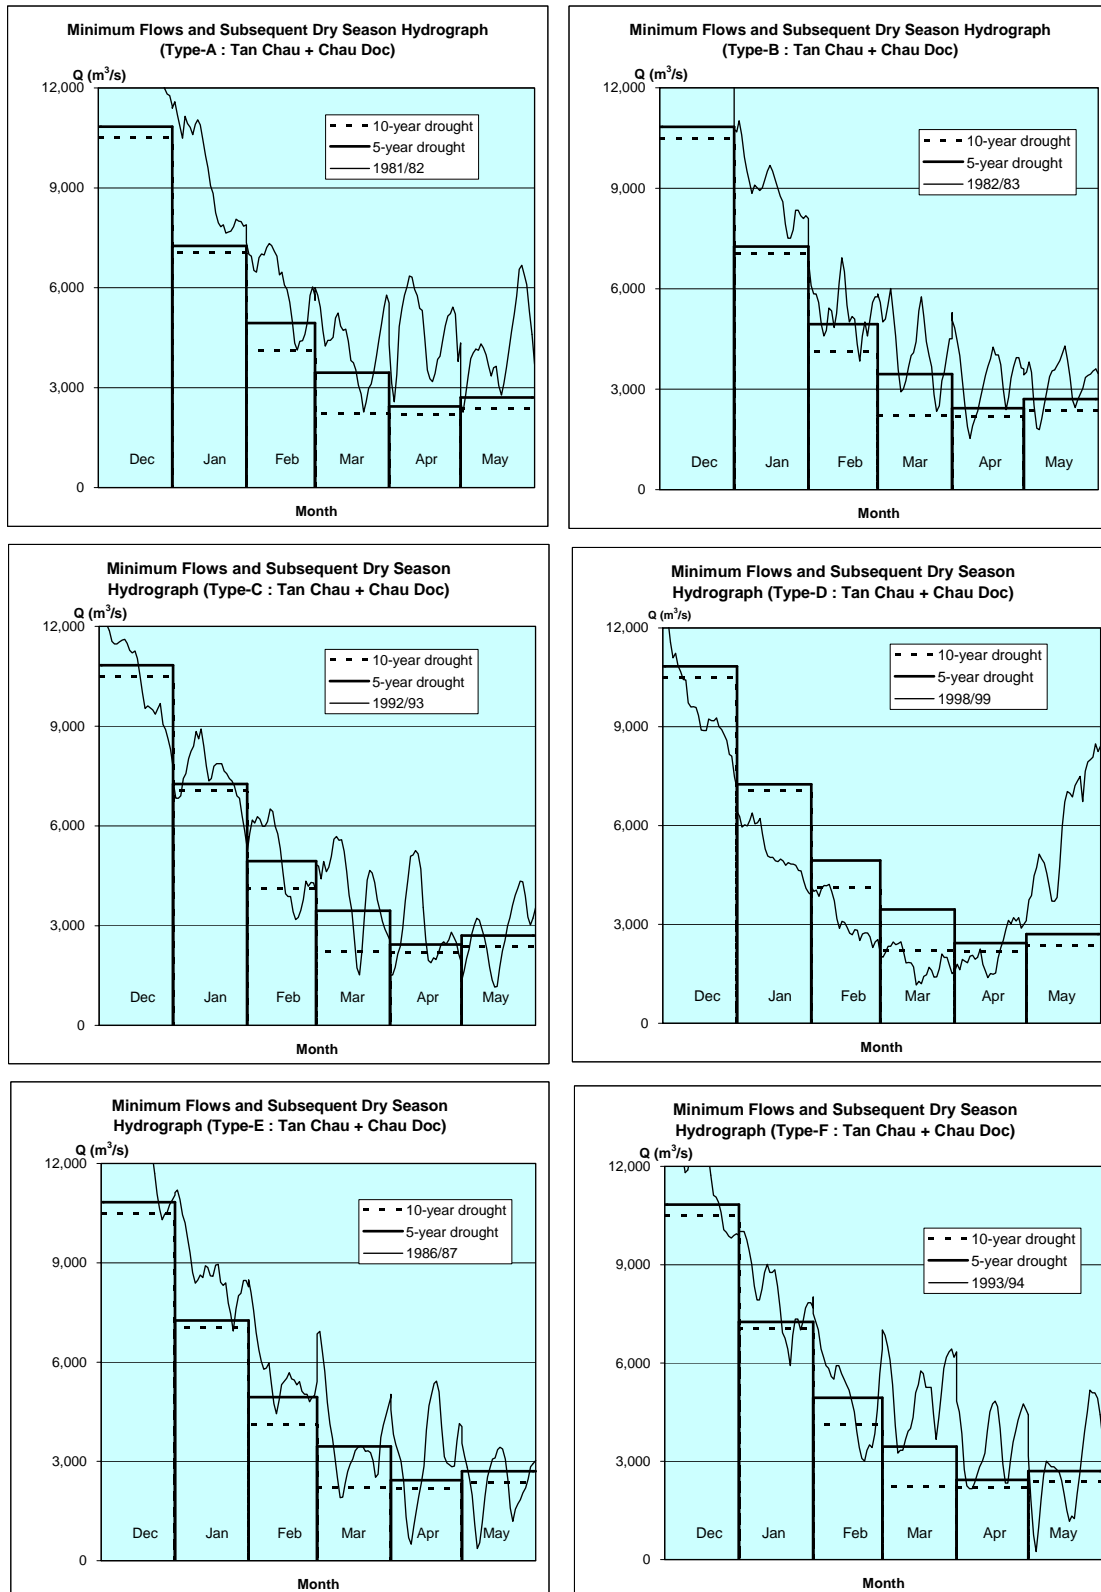 Minimum Flows and Subsequent Dry Season Hydrograph
(Type-A : Tan Chau + Chau Doc)
Q (m³/s)
12,000
9,000
6,000
3,000
0
10-year drought
5-year drought
1981/82
Dec Jan Feb Mar Apr May
Month
Minimum Flows and Subsequent Dry Season Hydrograph
(Type-B : Tan Chau + Chau Doc)
Q (m³/s)
12,000
9,000
6,000
3,000
0
10-year drought
5-year drought
1982/83
Dec Jan Feb Mar Apr May
Month
Minimum Flows and Subsequent Dry Season
Hydrograph (Type-C : Tan Chau + Chau Doc)
Q (m³/s)
12,000
9,000
6,000
3,000
0
10-year drought
5-year drought
1992/93
Dec Jan Feb Mar Apr May
Month
Minimum Flows and Subsequent Dry Season
Hydrograph (Type-D : Tan Chau + Chau Doc)
Q (m³/s)
12,000
9,000
6,000
3,000
0
10-year drought
5-year drought
1998/99
Dec Jan Feb Mar Apr May
Month
Minimum Flows and Subsequent Dry Season
Hydrograph (Type-E : Tan Chau + Chau Doc)
Q (m³/s)
12,000
9,000
6,000
3,000
0
10-year drought
5-year drought
1986/87
Dec Jan Feb Mar Apr May
Month
Minimum Flows and Subsequent Dry Season
Hydrograph (Type-F : Tan Chau + Chau Doc)
Q (m³/s)
12,000
9,000
6,000
3,000
0
10-year drought
5-year drought
1993/94
Dec Jan Feb Mar Apr May
Month